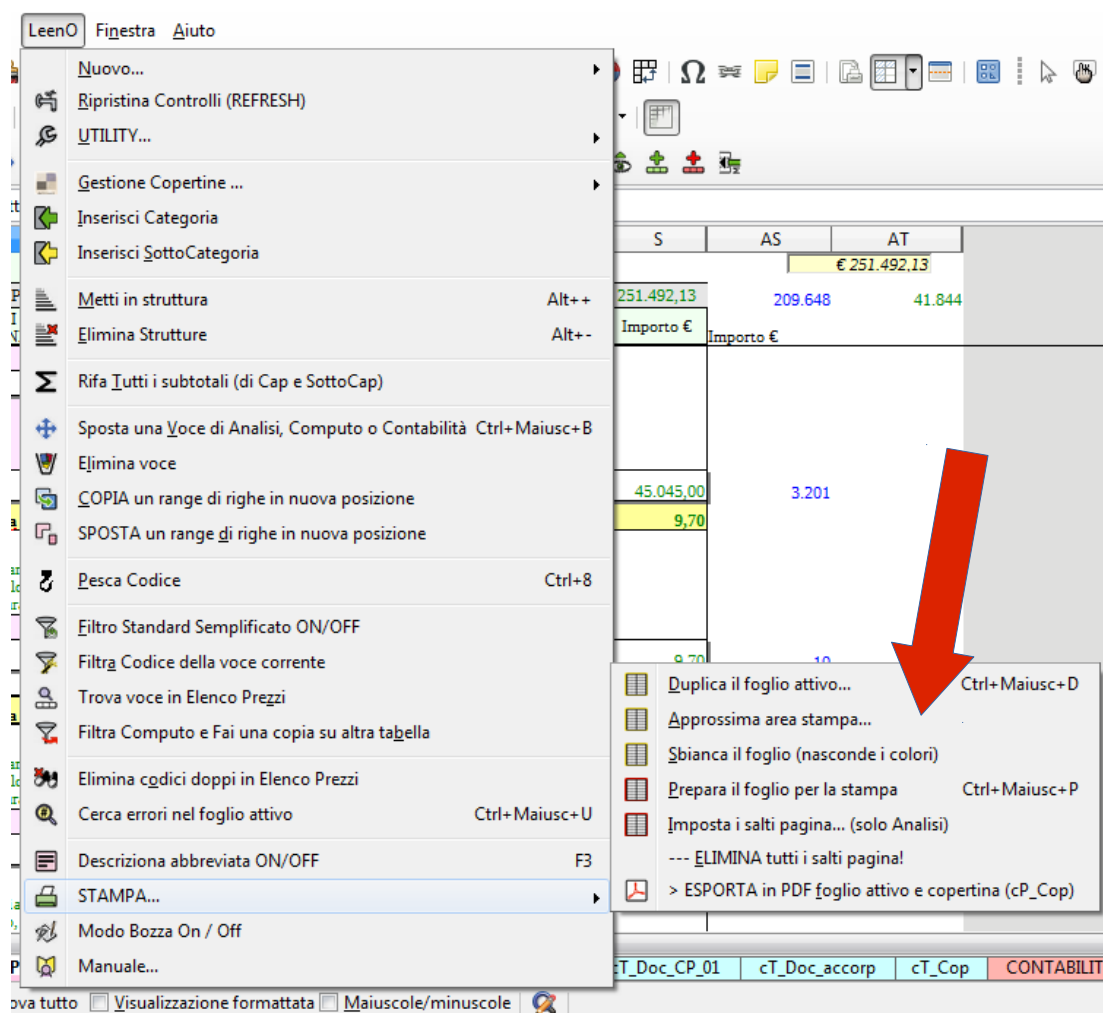 LeenO Finestra Aiuto
Nuovo...
Ripristina Controlli (REFRESH)
UTILITY...
Gestione Copertine ...
Inserisci Categoria
Inserisci SottoCategoria
Metti in struttura Alt++
Elimina Strutture Alt+-
Rifa Tutti i subtotali (di Cap e SottoCap)
Sposta una Voce di Analisi, Computo o Contabilità Ctrl+Maiusc+B
Elimina voce
COPIA un range di righe in nuova posizione
SPOSTA un range di righe in nuova posizione
Pesca Codice Ctrl+8
Filtro Standard Semplificato ON/OFF
Filtra Codice della voce corrente
Trova voce in Elenco Prezzi
Filtra Computo e Fai una copia su altra tabella
Elimina codici doppi in Elenco Prezzi
Cerca errori nel foglio attivo Ctrl+Maiusc+U
Descriziona abbreviata ON/OFF F3
STAMPA...
Modo Bozza On / Off
Manuale...
S AS AT
€ 251.492,13
251.492,13 209.648 41.844
Importo € Importo €
45.045,00 3.201
9,70
9,70 10
Duplica il foglio attivo... Ctrl+Maiusc+D
Approssima area stampa...
Sbianca il foglio (nasconde i colori)
Prepara il foglio per la stampa Ctrl+Maiusc+P
Imposta i salti pagina... (solo Analisi)
--- ELIMINA tutti i salti pagina!
> ESPORTA in PDF foglio attivo e copertina (cP_Cop)
cT_Doc_CP_01 cT_Doc_accorp cT_Cop CONTABILIT
ova tutto Visualizzazione formattata Maiuscole/minuscole